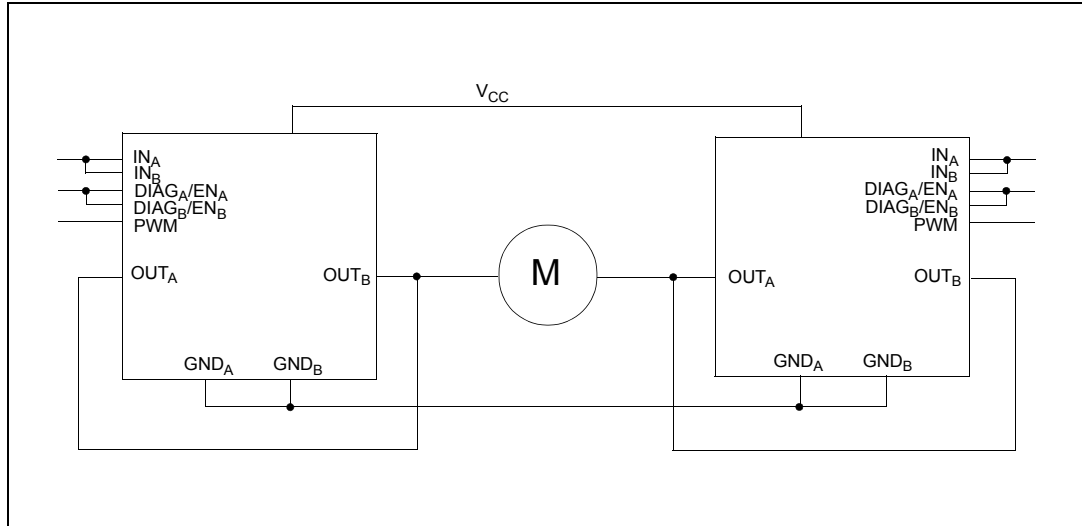 V_CC
IN_A
IN_B
DIAG_A/EN_A
DIAG_B/EN_B
PWM
OUT_A
OUT_B
GND_A
GND_B
M
IN_A
IN_B
DIAG_A/EN_A
DIAG_B/EN_B
PWM
OUT_A
OUT_B
GND_A
GND_B